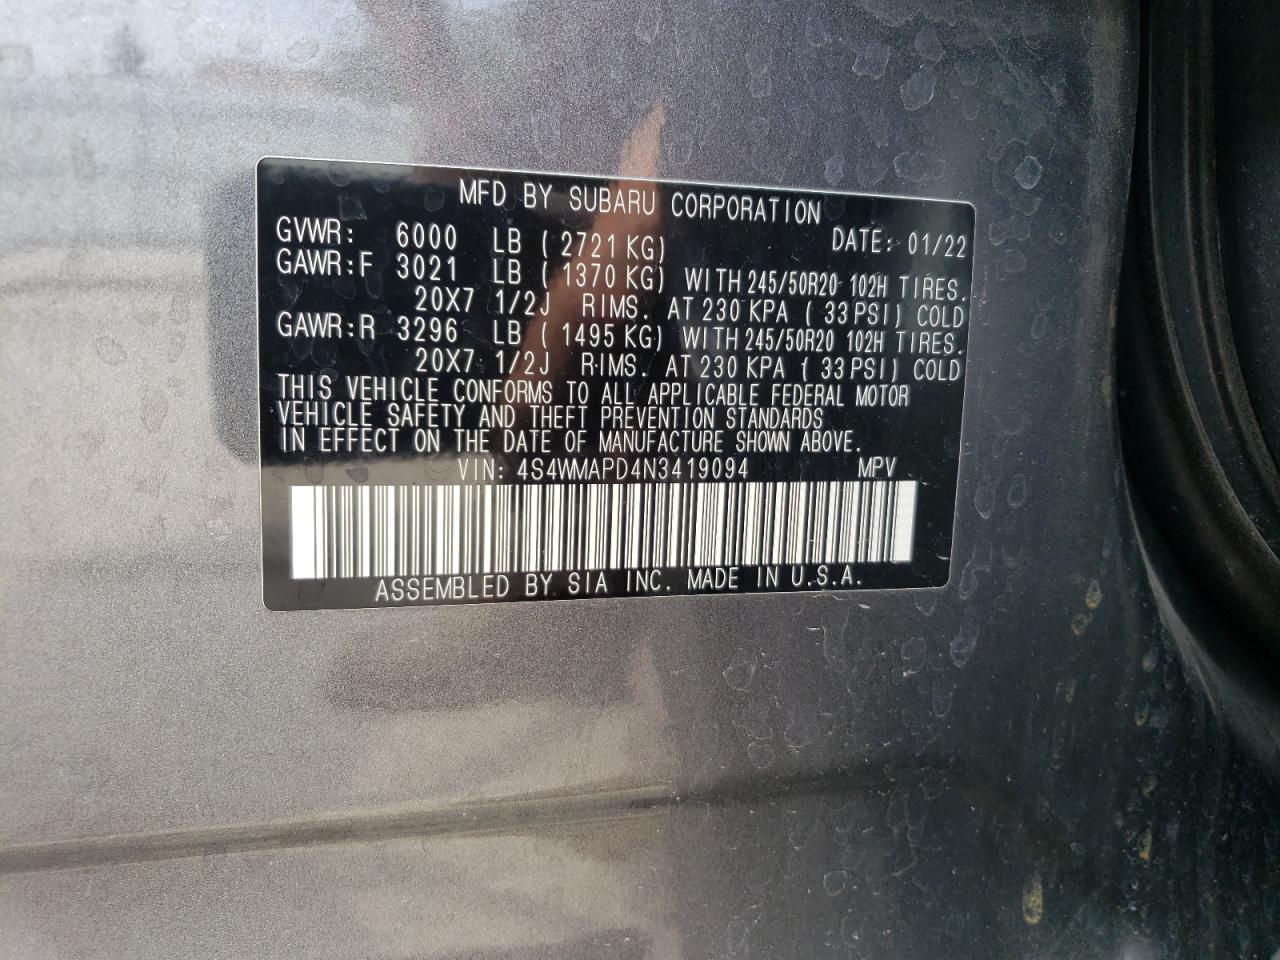 MFD BY SUBARU CORPORATION
GVWR: 6000 LB ( 2721 KG) DATE: 01/22
GAWR:F 3021 LB ( 1370 KG) WITH 245/50R20 102H TIRES.
20X7 1/2J RIMS. AT 230 KPA ( 33 PSI) COLD
GAWR:R 3296 LB ( 1495 KG) WITH 245/50R20 102H TIRES.
20X7 1/2J RIMS. AT 230 KPA ( 33 PSI) COLD
THIS VEHICLE CONFORMS TO ALL APPLICABLE FEDERAL MOTOR
VEHICLE SAFETY AND THEFT PREVENTION STANDARDS
IN EFFECT ON THE DATE OF MANUFACTURE SHOWN ABOVE.
VIN: 4S4WMAPD4N3419094 MPV
ASSEMBLED BY SIA INC. MADE IN U.S.A.